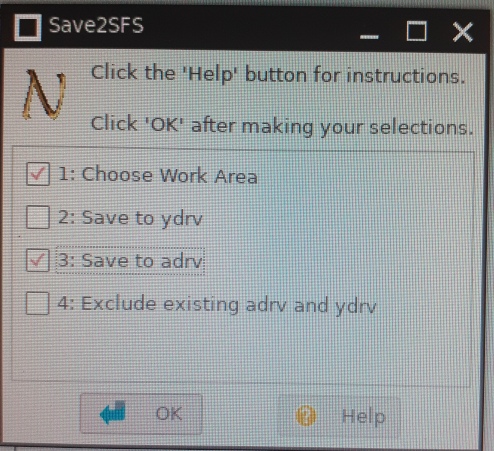 Save2SFS
N
Click the 'Help' button for instructions.
Click 'OK' after making your selections.
1: Choose Work Area
2: Save to ydrv
3: Save to adrv
4: Exclude existing adrv and ydrv
OK
Help